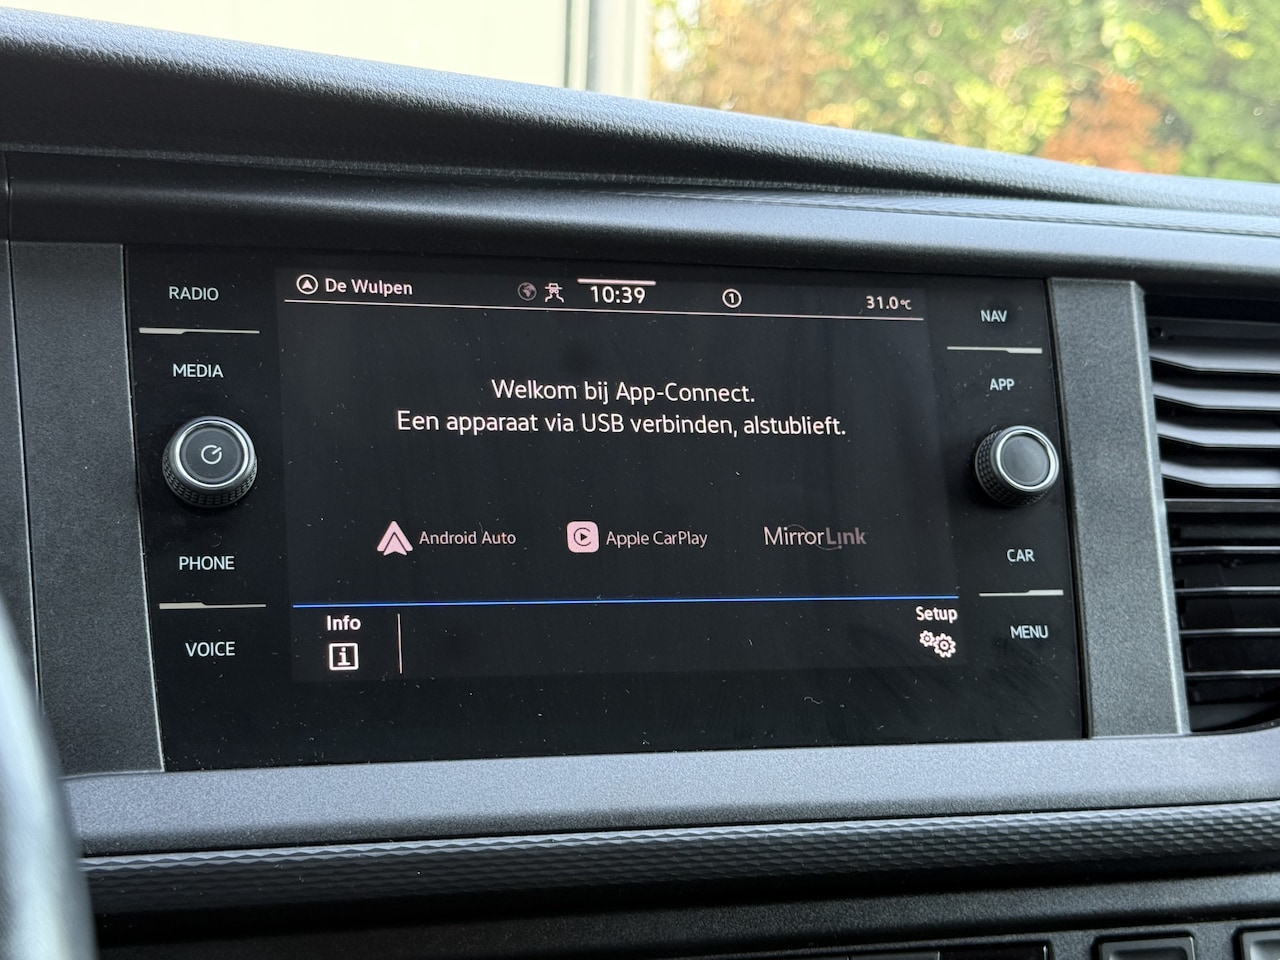 RADIO
MEDIA
PHONE
VOICE
De Wulpen
10:39
1
31.0°C
Welkom bij App-Connect.
Een apparaat via USB verbinden, alstublieft.
Android Auto
Apple CarPlay
MirrorLink
Info
i
Setup
NAV
APP
CAR
MENU